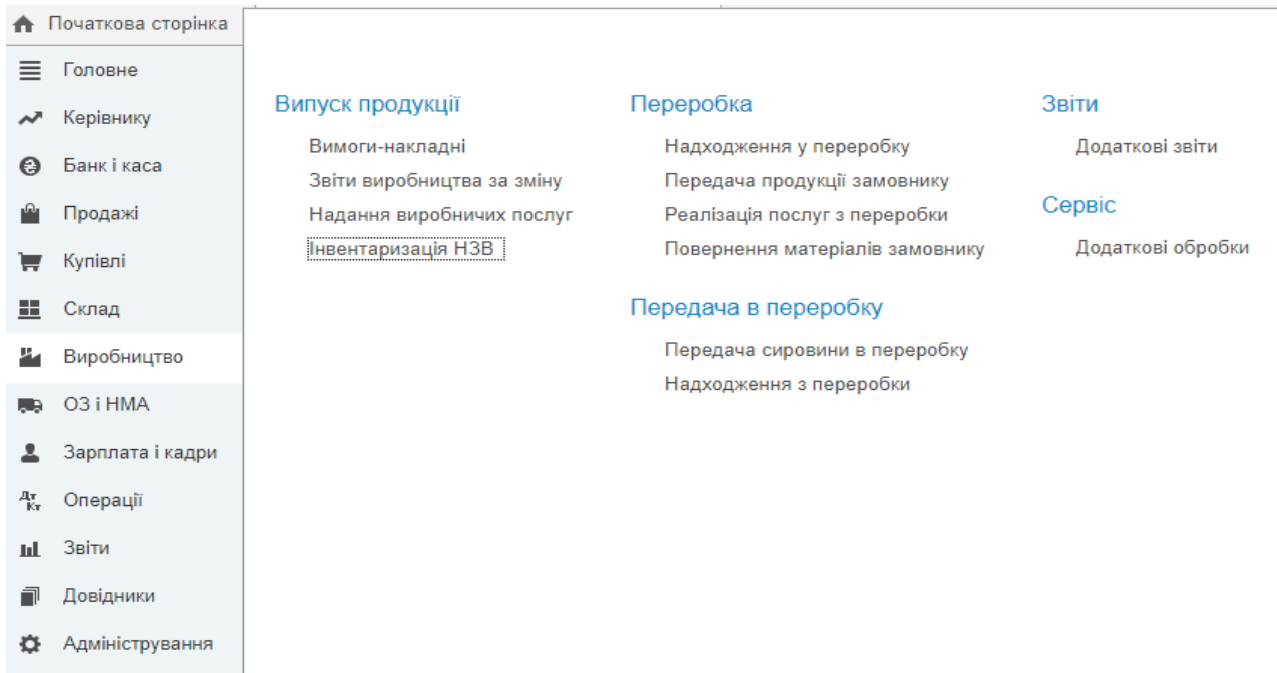 Початкова сторінка
Головне
Керівнику
Банк і каса
Продажі
Купівлі
Склад
Виробництво
ОЗ і НМА
Зарплата і кадри
Дт Кт Операції
Звіти
Довідники
Адміністрування
Випуск продукції
Вимоги-накладні
Звіти виробництва за зміну
Надання виробничих послуг
Інвентаризація НЗВ
Переробка
Надходження у переробку
Передача продукції замовнику
Реалізація послуг з переробки
Повернення матеріалів замовнику
Передача в переробку
Передача сировини в переробку
Надходження з переробки
Звіти
Додаткові звіти
Сервіс
Додаткові обробки